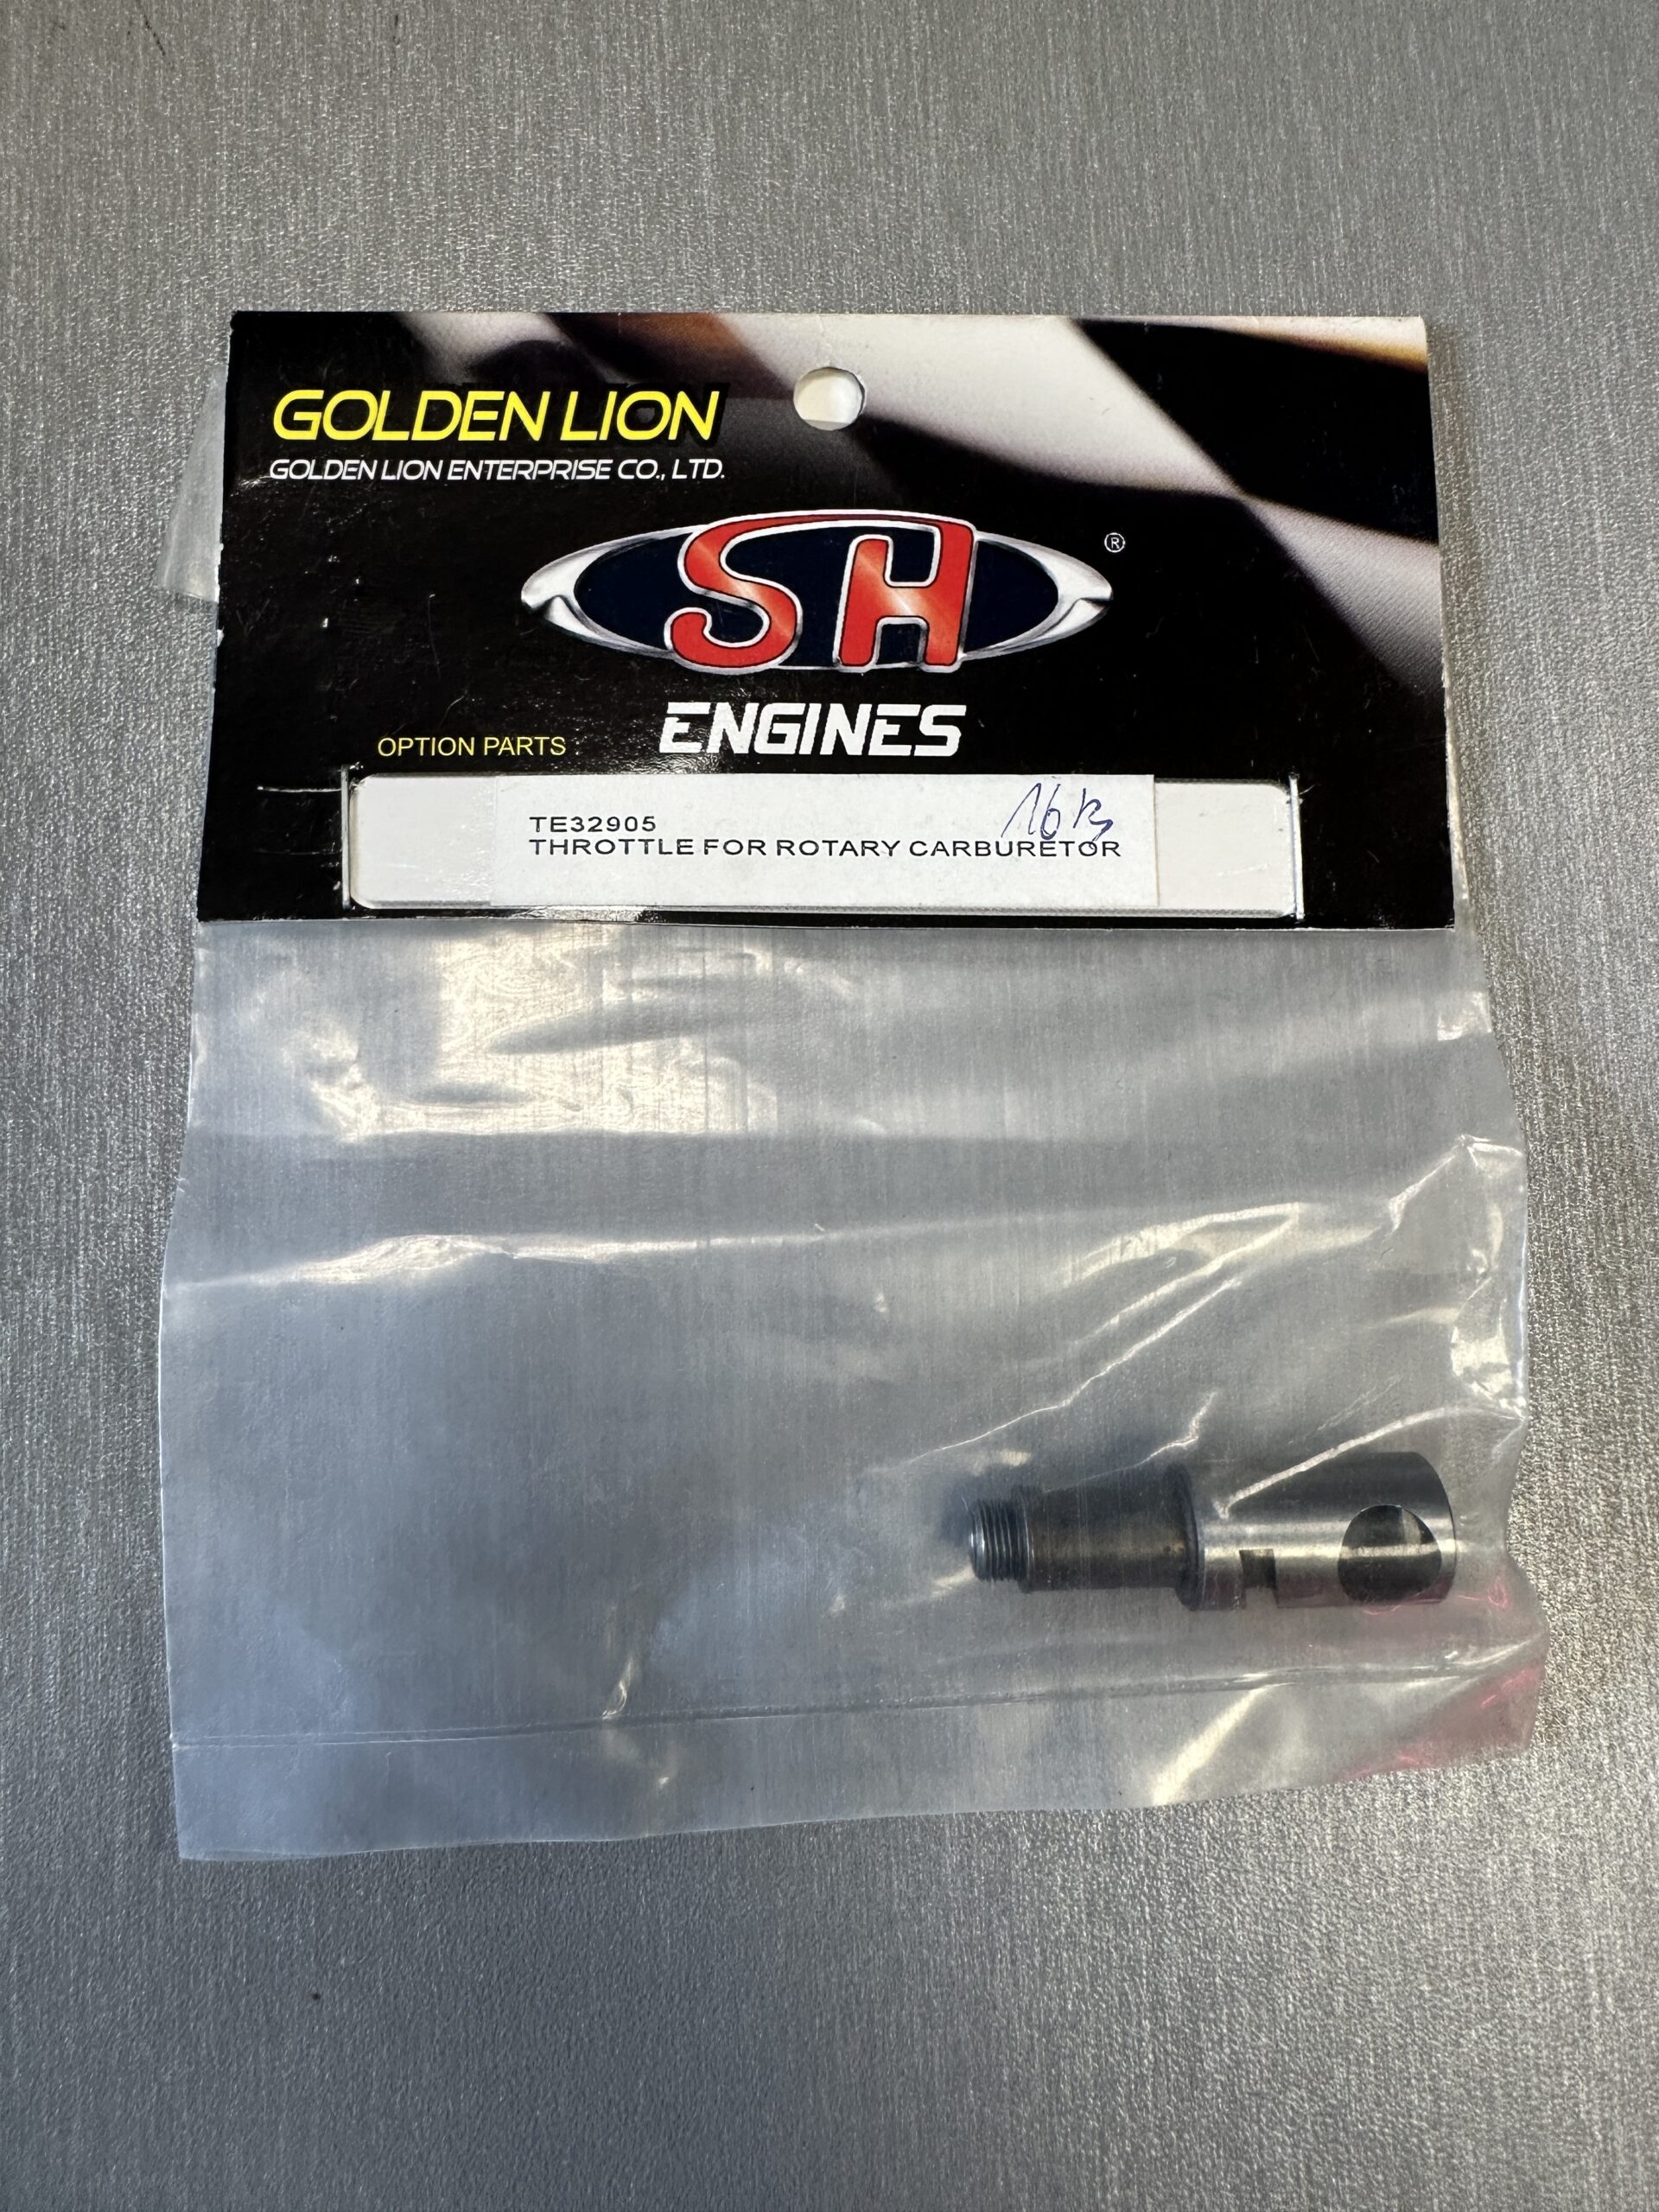 GOLDEN LION
GOLDEN LION ENTERPRISE CO., LTD.
SH
®
ENGINES
OPTION PARTS :
TE32905
THROTTLE FOR ROTARY CARBURETOR